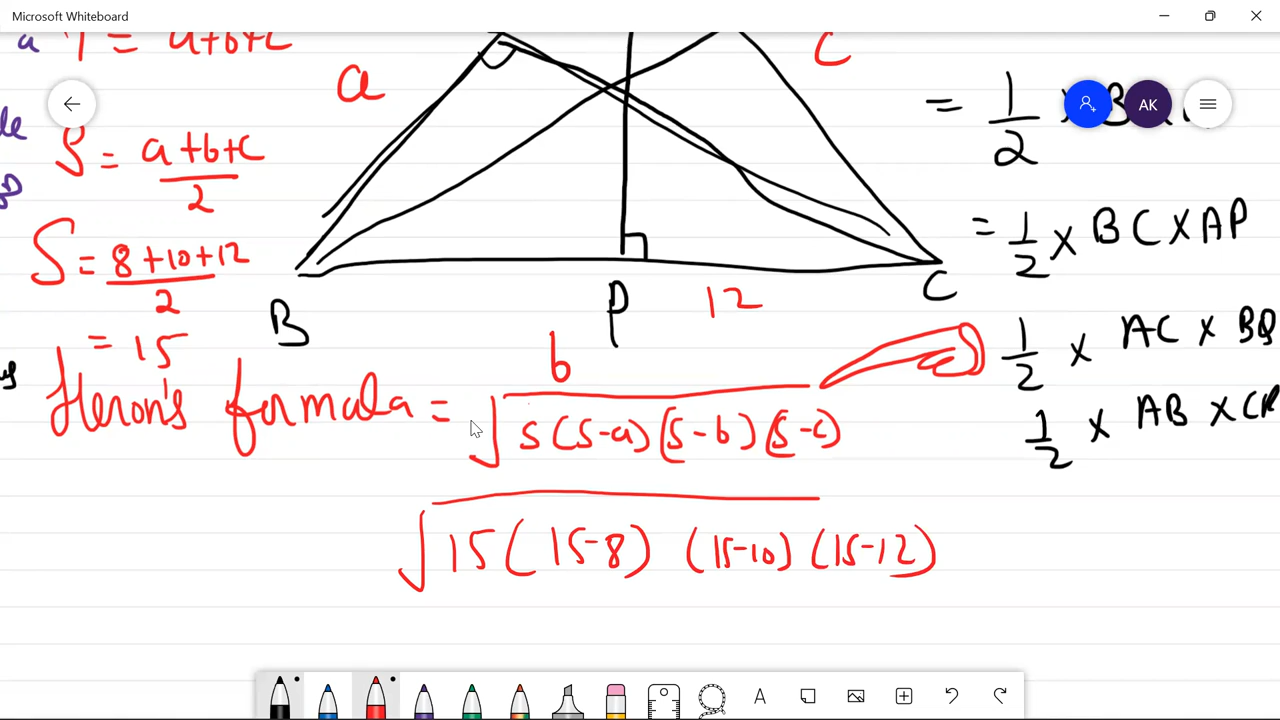 Microsoft Whiteboard
a
= a+b+c
a
c
S = a+b+c / 2
S = 8+10+12 / 2
= 15
B
P
12
C
b
= 1/2 ×
AK
= 1/2 × BC × AP
1/2 × AC × BQ
1/2 × AB × CR
Heron's formula = √s(s-a)(s-b)(s-c)
√15(15-8) (15-10)(15-12)
A